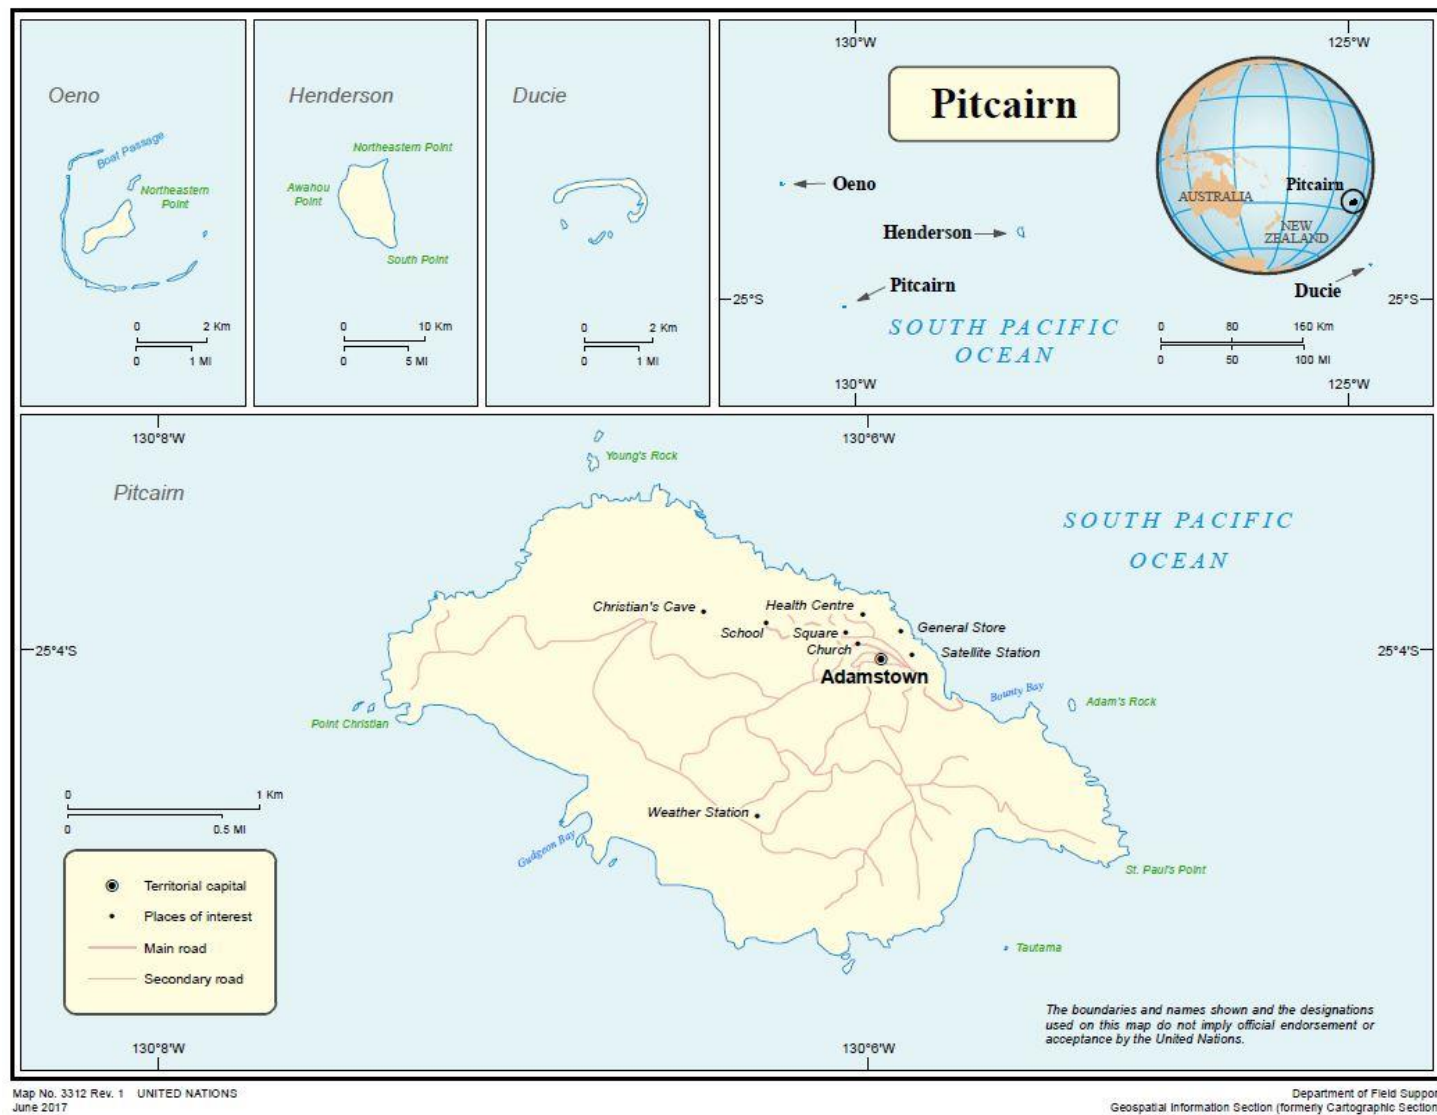 Oeno
Boat Passage
Northeastern
Point
0 2 Km
0 1 MI
Henderson
Northeastern Point
Awahou
Point
South Point
0 10 Km
0 5 MI
Ducie
0 2 Km
0 1 MI
130°W 125°W
Pitcairn
Oeno
Henderson
Pitcairn
Ducie
25°S 25°S
SOUTH PACIFIC
OCEAN
AUSTRALIA
NEW
ZEALAND
Pitcairn
0 80 160 Km
0 50 100 MI
130°W 125°W
130°8'W 130°6'W
Pitcairn
Young's Rock
SOUTH PACIFIC
OCEAN
Christian's Cave
Health Centre
School
Square
General Store
Church
Satellite Station
Adamstown
25°4'S 25°4'S
Bounty Bay
Adam's Rock
Point Christian
Weather Station
Gudgeon Bay
St. Paul's Point
Tautama
0 1 Km
0 0.5 MI
Territorial capital
Places of interest
Main road
Secondary road
The boundaries and names shown and the designations
used on this map do not imply official endorsement or
acceptance by the United Nations.
130°8'W 130°6'W
Map No. 3312 Rev. 1 UNITED NATIONS
June 2017
Department of Field Suppor
Geospatial Information Section (formerly Cartographic Section